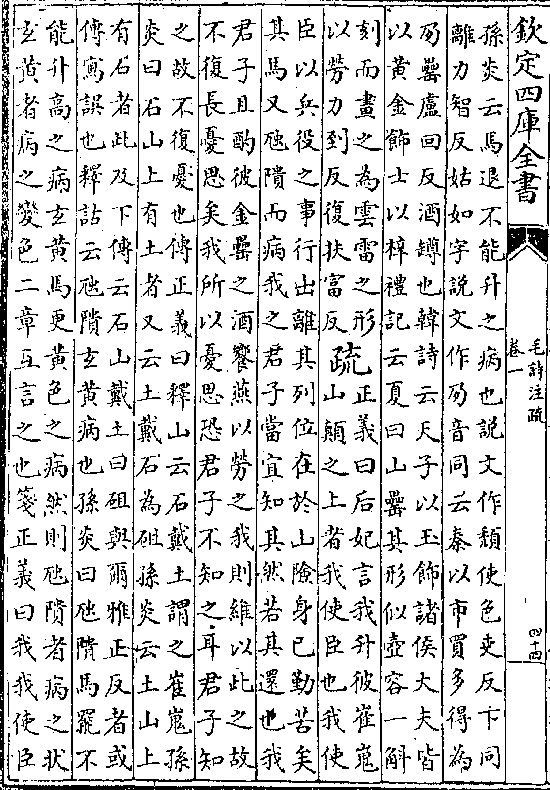 欽定四庫全書
毛詩注疏
卷一
四十四
孫炎云馬退不能升之病也説文作頽使色吏反下同
離力智反姑如字説文作夃音同云秦以市買多得為
夃罍盧回反酒罇也韓詩云天子以玉飾諸侯大夫皆
以黄金飾士以梓禮記云夏曰山罍其形似壺容一斛
刻而畫之為雲雷之形
以勞力到反復扶富反
疏
正義曰后妃言我升彼崔嵬
山顛之上者我使臣也我使
臣以兵役之事行出離其列位在於山險身已勤苦矣
其馬又虺隤而病我之君子當宜知其然若其還也我
君子且酌彼金罍之酒饗燕以勞之我則維以此之故
不復長憂思矣我所以憂思恐君子不知之耳君子知
之故不復憂也傳正義曰釋山云石戴土謂之崔嵬孫
炎曰石山上有土者又云土戴石為砠孫炎云土山上
有石者此及下傳云石山戴土曰砠與爾雅正反者或
傳寫誤也釋詁云虺隤玄黄病也孫炎曰虺隤馬罷不
能升高之病玄黄馬更黄色之病然則虺隤者病之狀
玄黄者病之變色二章互言之也箋正義曰我我使臣